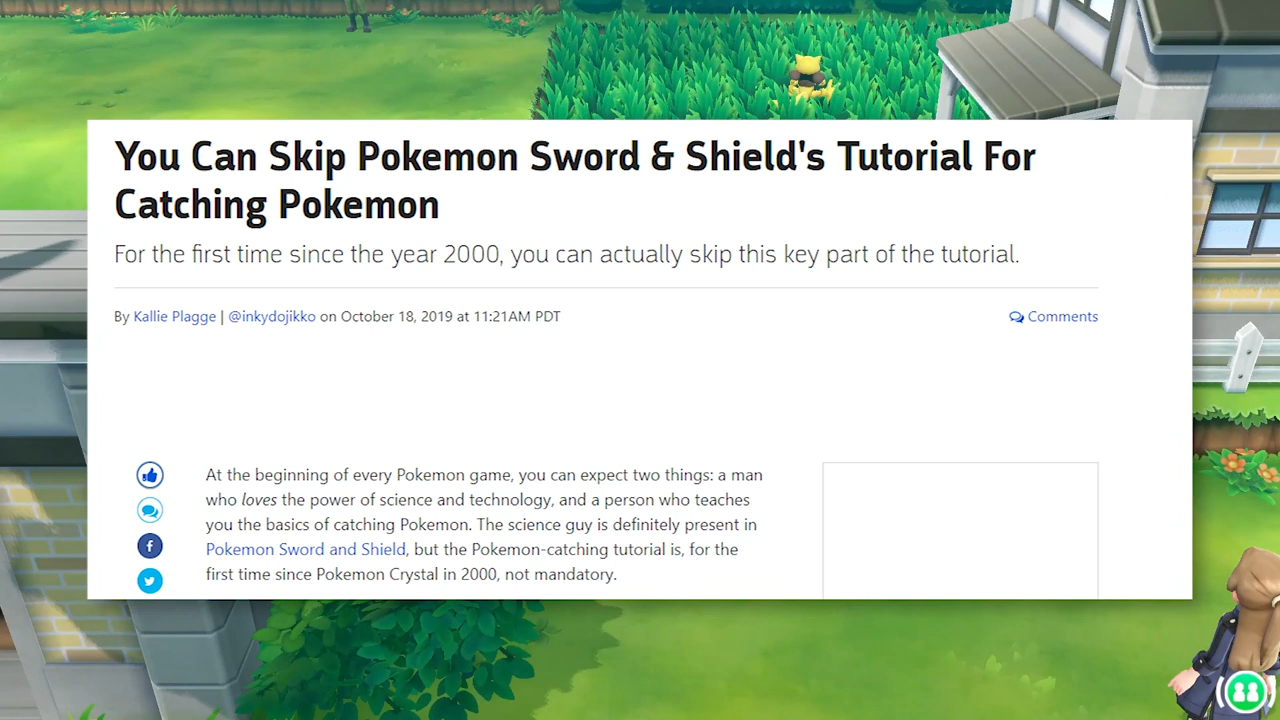 You Can Skip Pokemon Sword & Shield's Tutorial For
Catching Pokemon
For the first time since the year 2000, you can actually skip this key part of the tutorial.
By Kallie Plagge | @inkydojikko on October 18, 2019 at 11:21AM PDT
Comments
At the beginning of every Pokemon game, you can expect two things: a man
who loves the power of science and technology, and a person who teaches
you the basics of catching Pokemon. The science guy is definitely present in
Pokemon Sword and Shield, but the Pokemon-catching tutorial is, for the
first time since Pokemon Crystal in 2000, not mandatory.